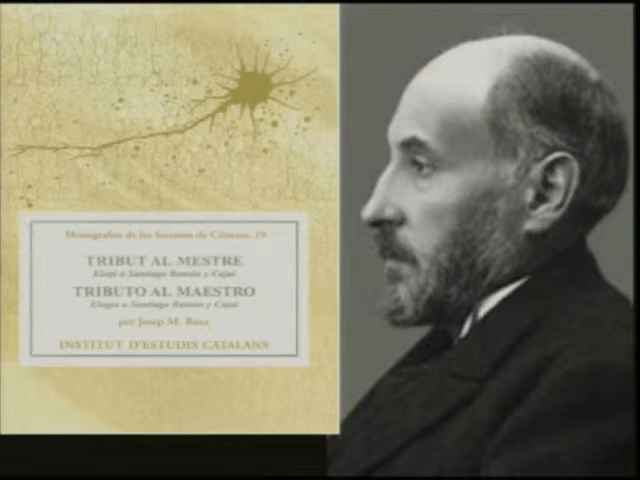 Monografies de les Seccions de Ciències, 19
TRIBUT AL MESTRE
Elogi a Santiago Ramón y Cajal
TRIBUTO AL MAESTRO
Elogio a Santiago Ramón y Cajal
per Josep M.
INSTITUT D'ESTUDIS CATALANS